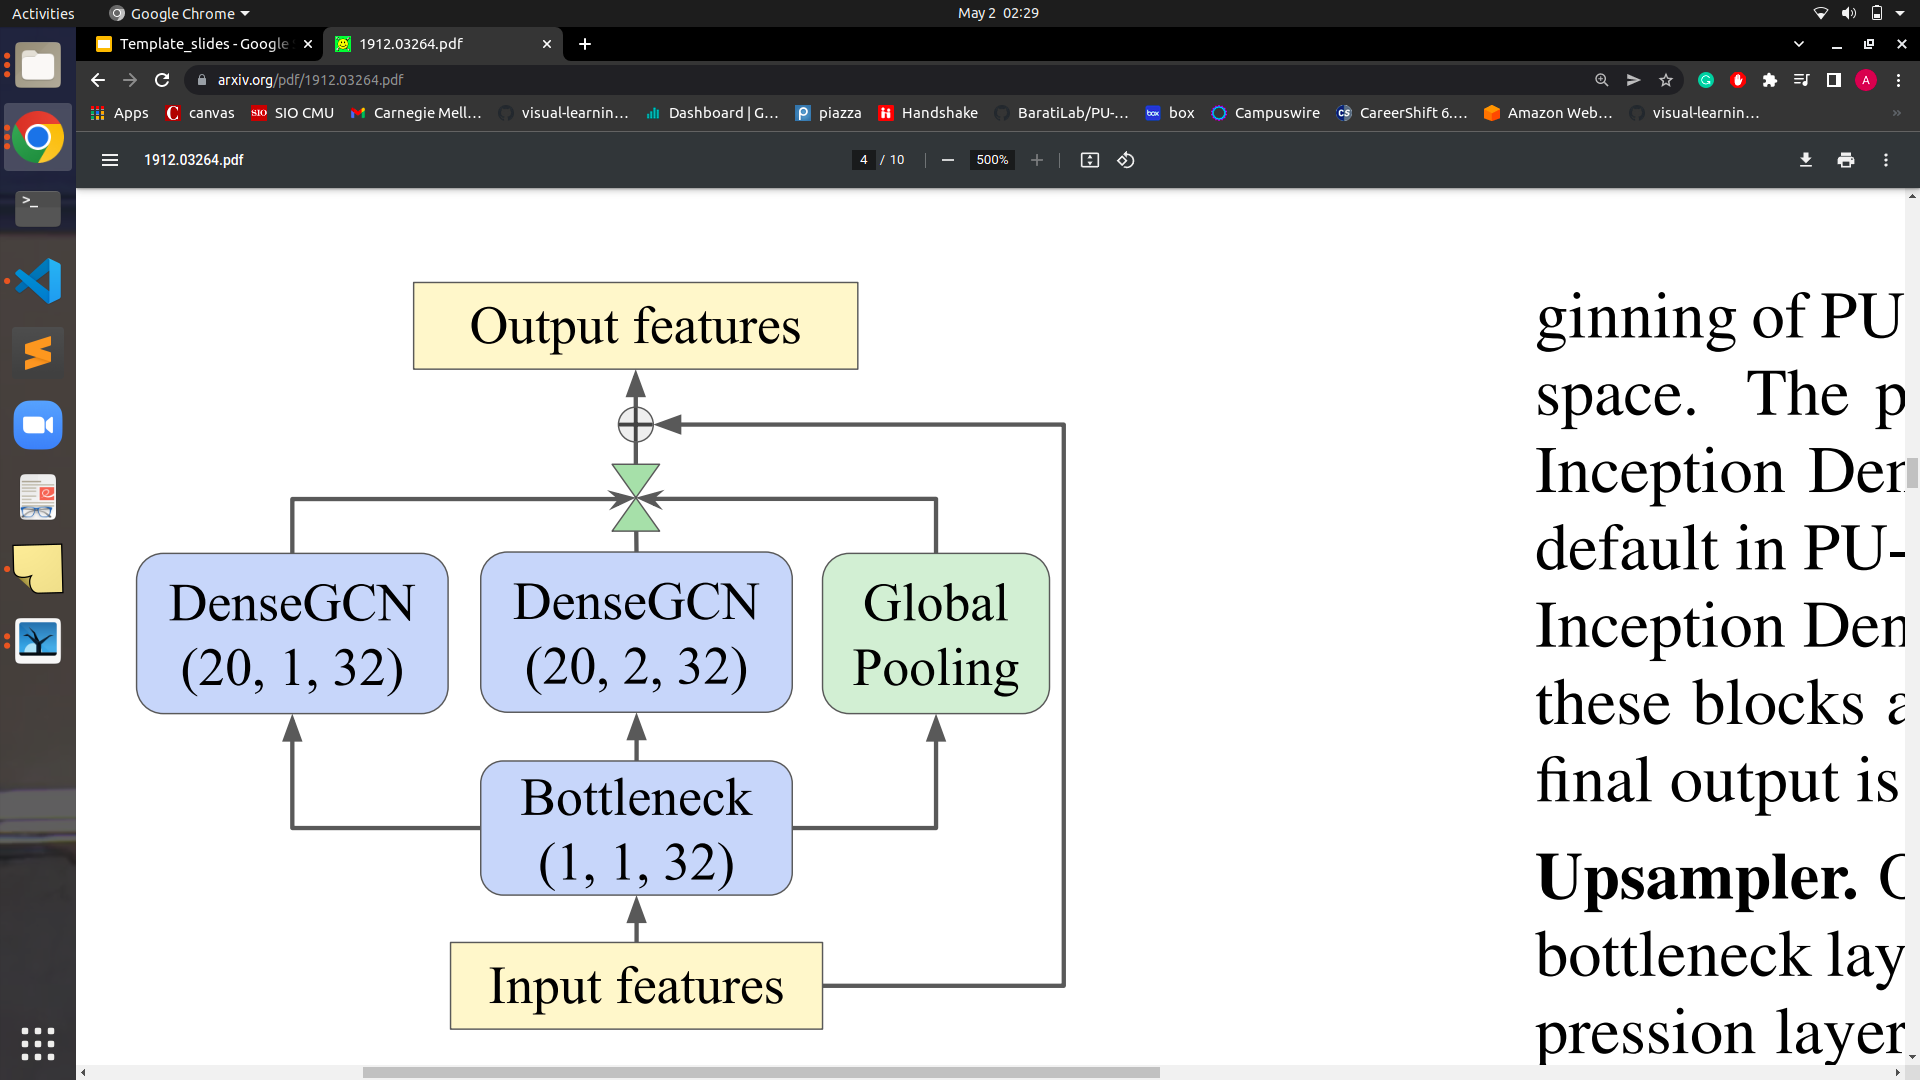 Activities
Google Chrome
May 2 02:29
Template_slides - Google
1912.03264.pdf
arxiv.org/pdf/1912.03264.pdf
Apps
canvas
SIO CMU
Carnegie Mell…
visual-learnin…
Dashboard | G…
piazza
Handshake
BaratiLab/PU-…
box
Campuswire
CareerShift 6.…
Amazon Web…
visual-learnin…
1912.03264.pdf
4 / 10
500%
Output features
DenseGCN
(20, 1, 32)
DenseGCN
(20, 2, 32)
Global
Pooling
Bottleneck
(1, 1, 32)
Input features
ginning of PU
space. The p
Inception Den
default in PU-
Inception Den
these blocks a
final output is
Upsampler. C
bottleneck lay
pression layer